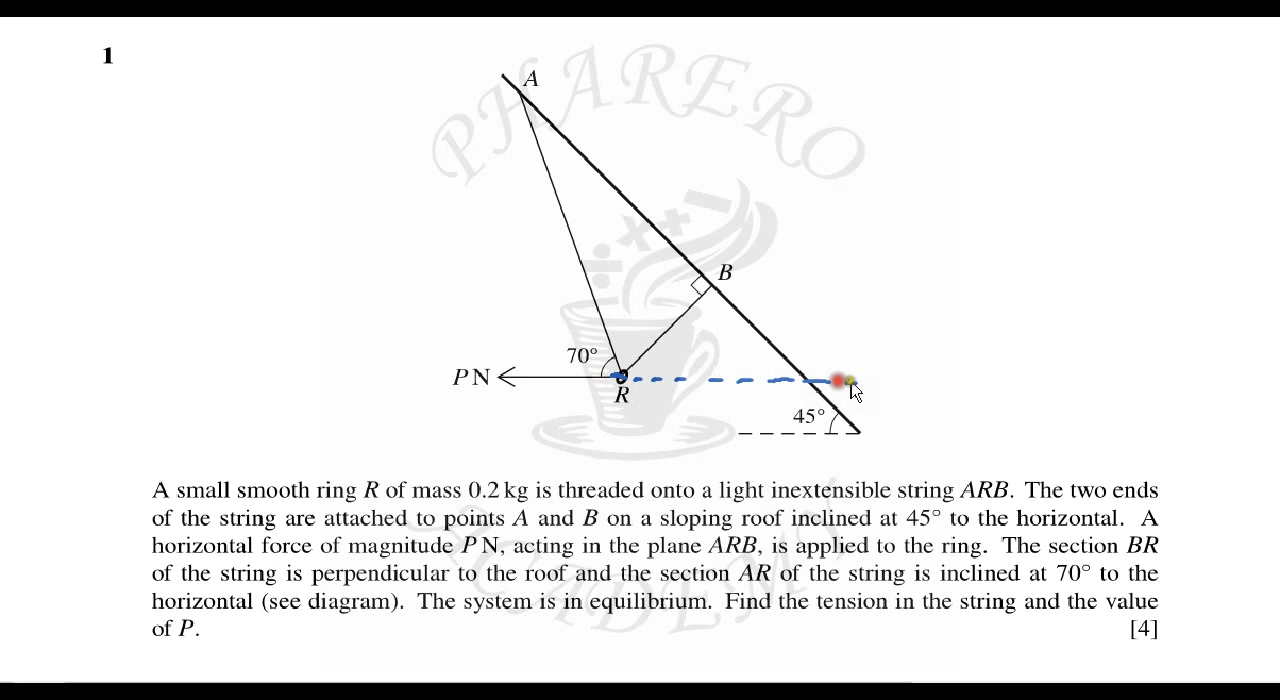 1
PHARERO
A
B
70°
P N
R
45°
A small smooth ring R of mass 0.2 kg is threaded onto a light inextensible string ARB. The two ends
of the string are attached to points A and B on a sloping roof inclined at 45° to the horizontal. A
horizontal force of magnitude P N, acting in the plane ARB, is applied to the ring. The section BR
of the string is perpendicular to the roof and the section AR of the string is inclined at 70° to the
horizontal (see diagram). The system is in equilibrium. Find the tension in the string and the value
of P.
[4]
ACADEMY